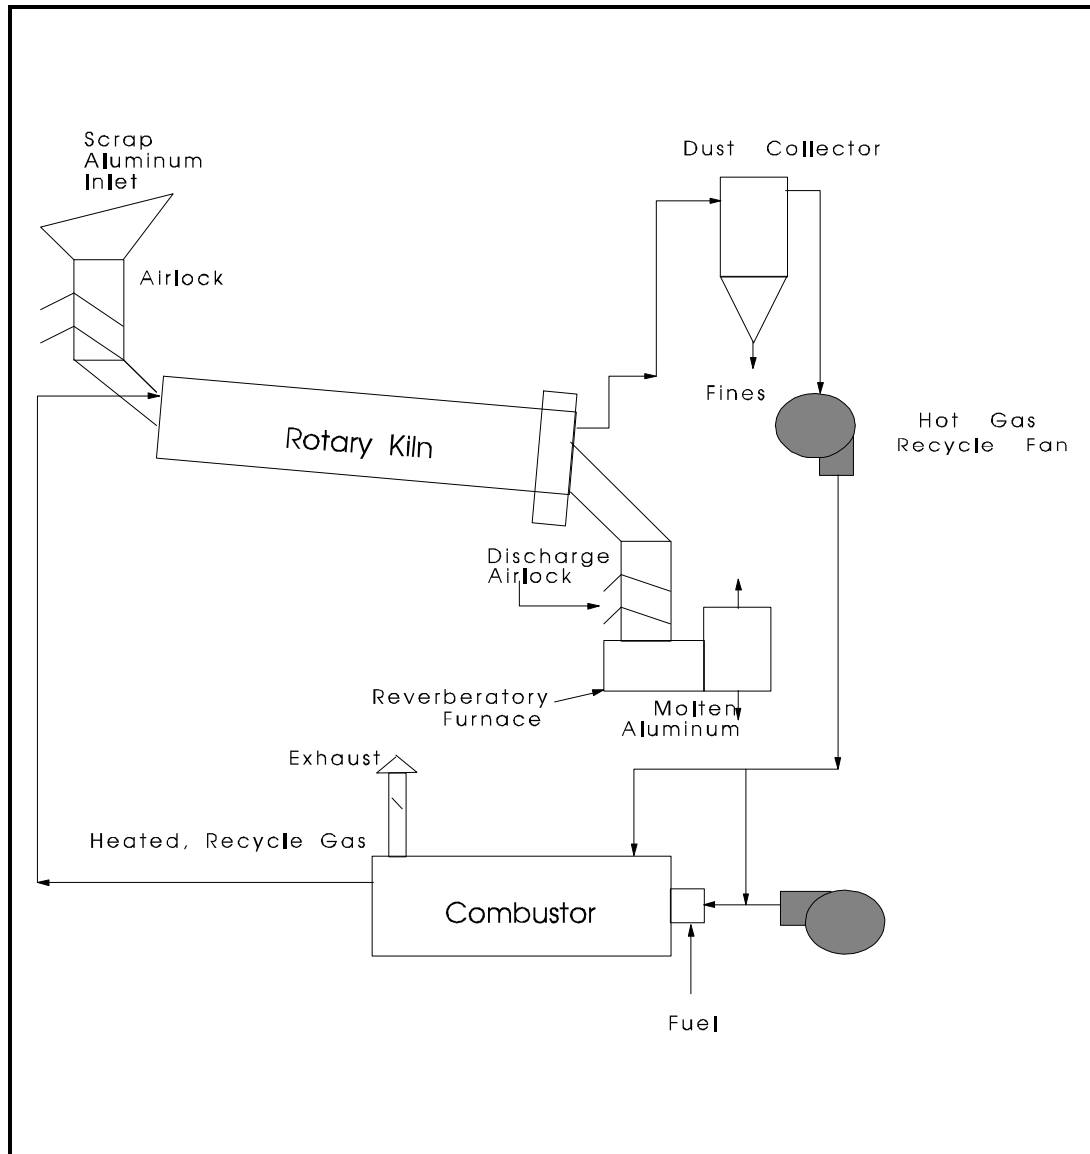 Scrap
Aluminum
Inlet
Dust Collector
Airlock
Fines
Hot Gas
Recycle Fan
Rotary Kiln
Discharge
Airlock
Reverberatory
Furnace
Molten
Aluminum
Exhaust
Heated, Recycle Gas
Combustor
Fuel